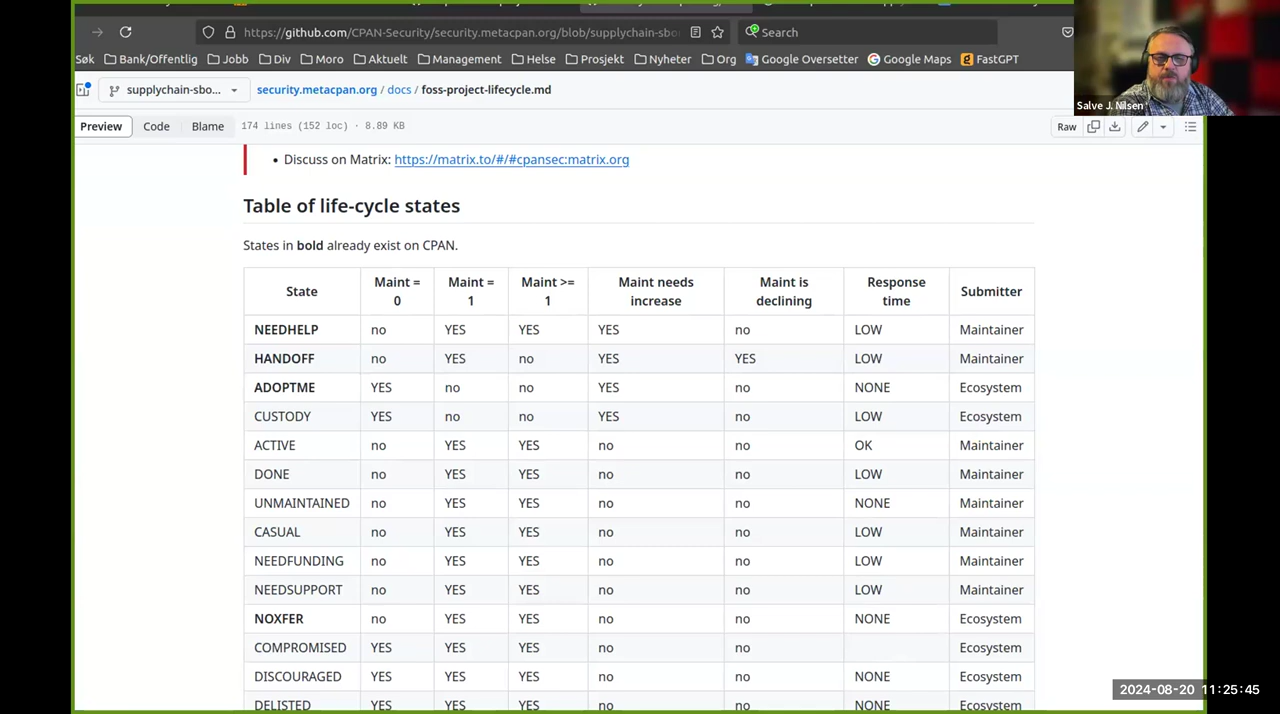 https://github.com/CPAN-Security/security.metacpan.org/blob/supplychain-sbo
Search
Søk Bank/Offentlig Jobb Div Moro Aktuelt Management Helse Prosjekt Nyheter Org Google Oversetter Google Maps FastGPT
supplychain-sbo... security.metacpan.org / docs / foss-project-lifecycle.md
Salve J. Nilsen
Preview Code Blame 174 lines (152 loc) · 8.89 KB Raw
• Discuss on Matrix: https://matrix.to/#/#cpansec:matrix.org
Table of life-cycle states
States in bold already exist on CPAN.
State Maint = 0 Maint = 1 Maint >= 1 Maint needs increase Maint is declining Response time Submitter
NEEDHELP no YES YES YES no LOW Maintainer
HANDOFF no YES no YES YES LOW Maintainer
ADOPTME YES no no YES no NONE Ecosystem
CUSTODY YES no no YES no LOW Ecosystem
ACTIVE no YES YES no no OK Maintainer
DONE no YES YES no no LOW Maintainer
UNMAINTAINED no YES YES no no NONE Maintainer
CASUAL no YES YES no no LOW Maintainer
NEEDFUNDING no YES YES no no LOW Maintainer
NEEDSUPPORT no YES YES no no LOW Maintainer
NOXFER no YES YES no no NONE Ecosystem
COMPROMISED YES YES YES no no Ecosystem
DISCOURAGED YES YES YES no no NONE Ecosystem
DELISTED YES YES YES no no NONE Ecosystem
2024-08-20 11:25:45